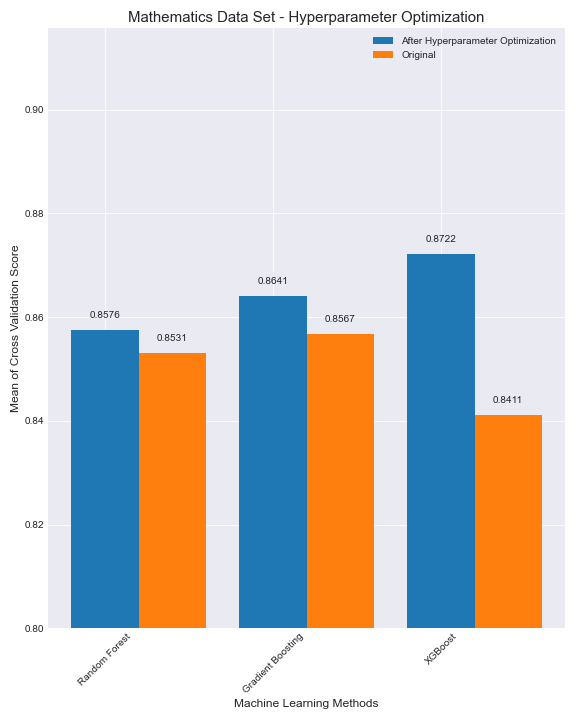 Mathematics Data Set - Hyperparameter Optimization
After Hyperparameter Optimization
Original
Mean of Cross Validation Score
0.90
0.88
0.86
0.84
0.82
0.80
0.8576
0.8531
0.8641
0.8567
0.8722
0.8411
Random Forest
Gradient Boosting
XGBoost
Machine Learning Methods